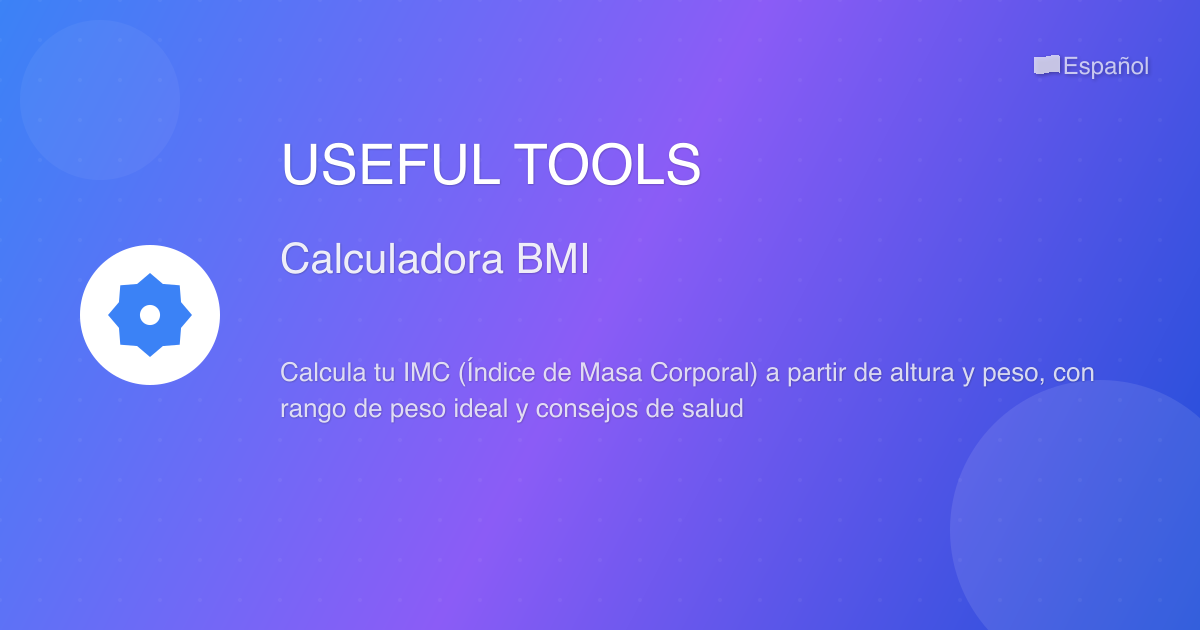 Español
USEFUL TOOLS
Calculadora BMI
Calcula tu IMC (Índice de Masa Corporal) a partir de altura y peso, con
rango de peso ideal y consejos de salud